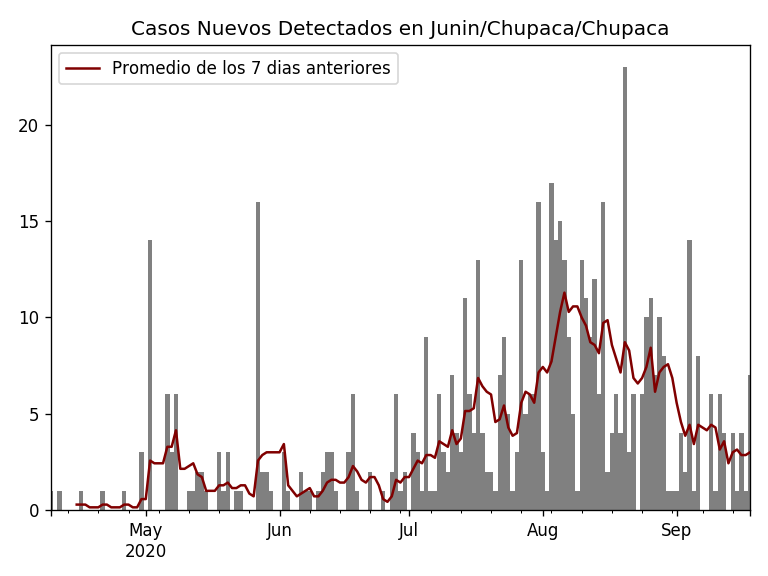 Casos Nuevos Detectados en Junin/Chupaca/Chupaca
Promedio de los 7 dias anteriores
20
15
10
5
0
May Jun Jul Aug Sep
2020